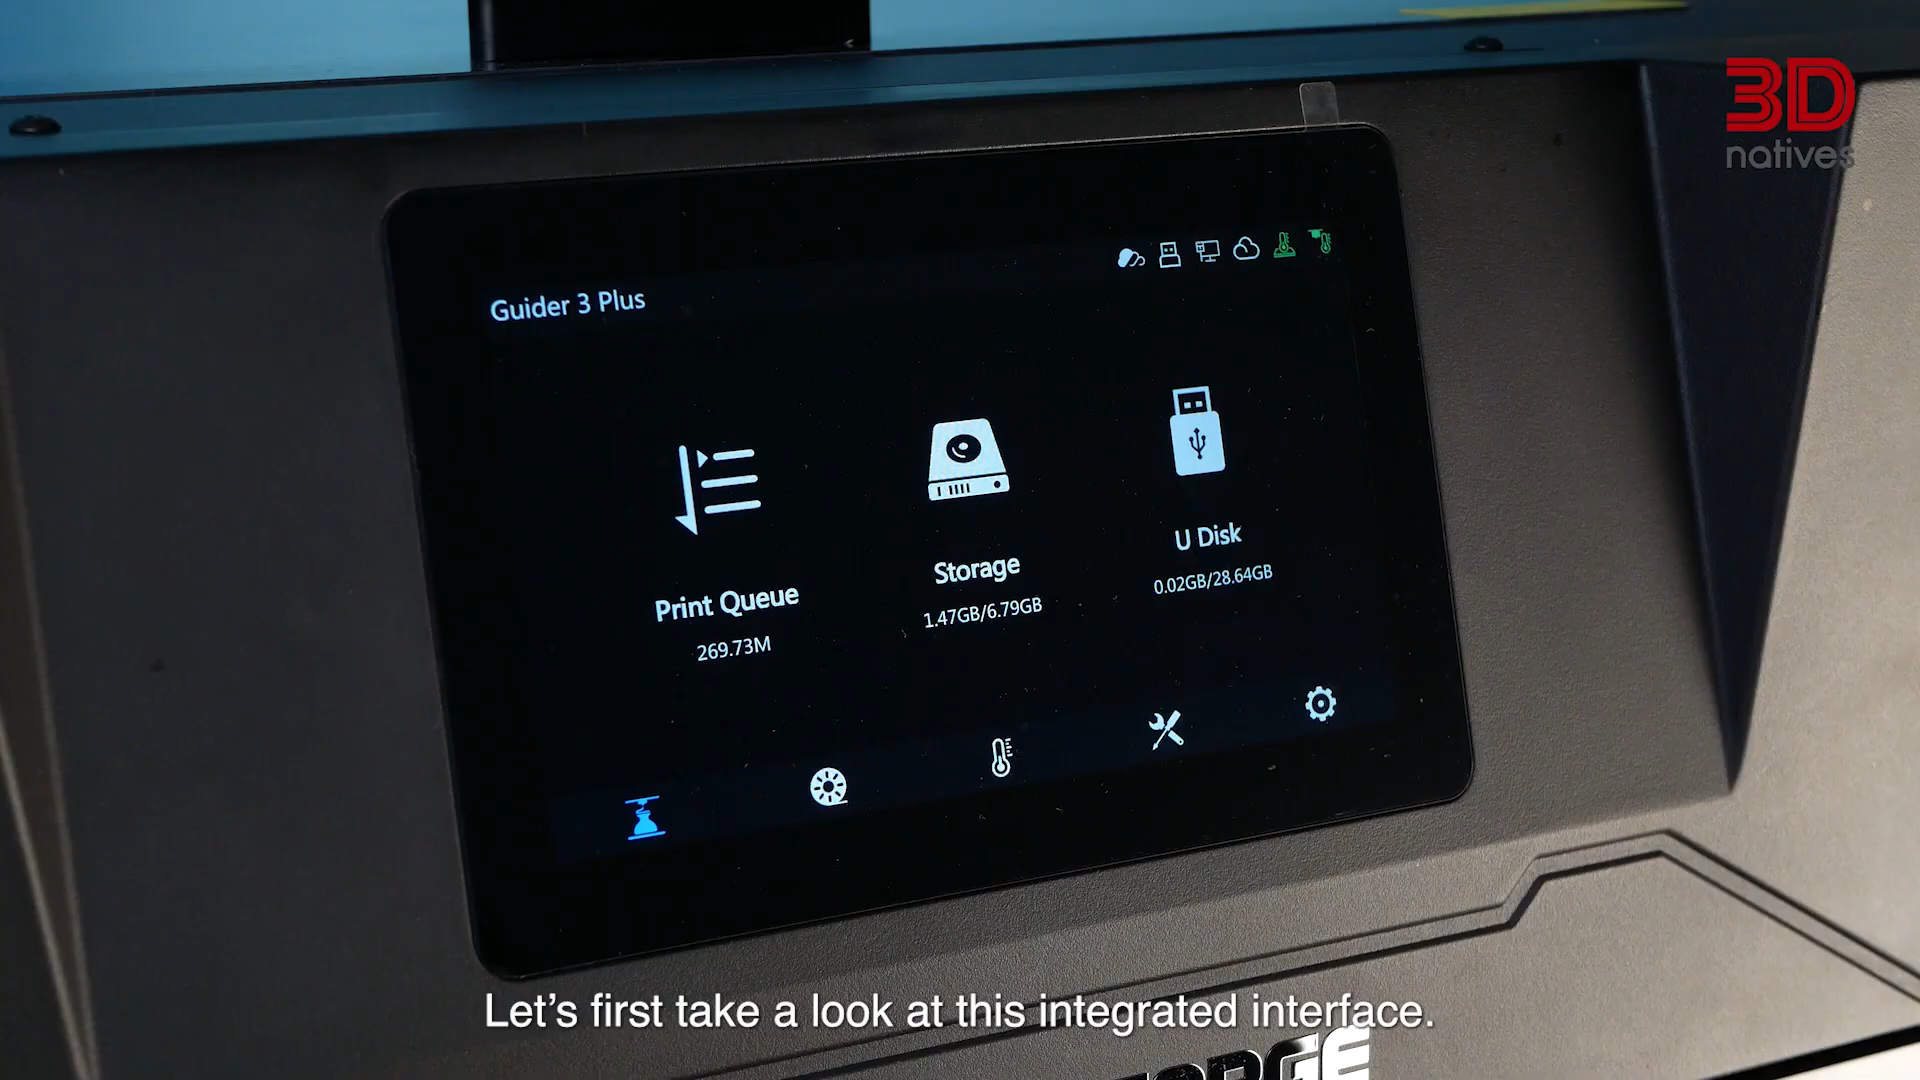 3D
natives
Guider 3 Plus
Print Queue
269.73M
Storage
1.47GB/6.79GB
U Disk
0.02GB/28.64GB
Let’s first take a look at this integrated interface.